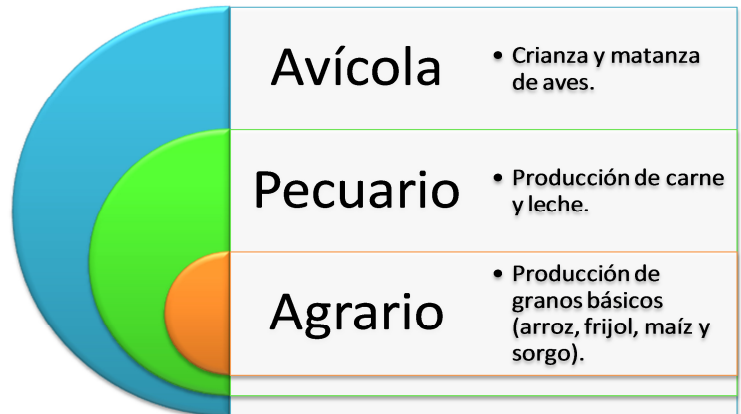 Avícola
• Crianza y matanza
de aves.
Pecuario
• Producción de carne
y leche.
Agrario
• Producción de
granos básicos
(arroz, frijol, maíz y
sorgo).